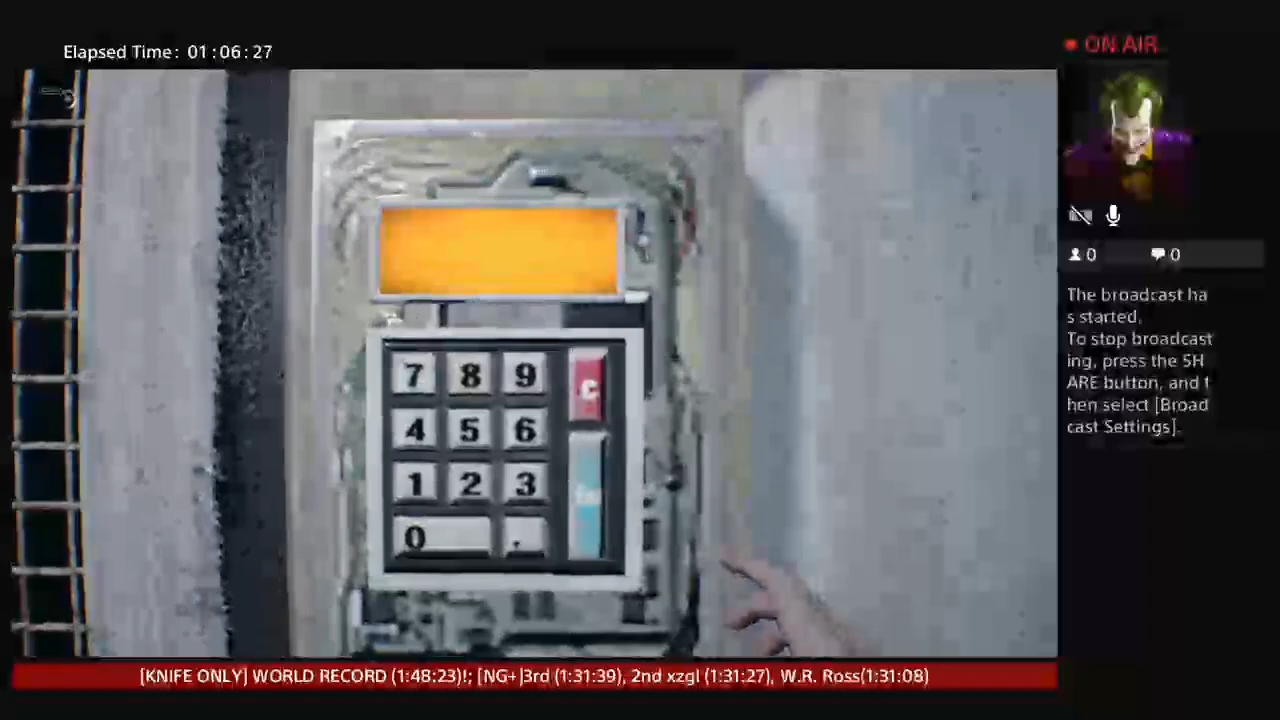 Elapsed Time: 01:06:27
ON AIR
0 0
The broadcast ha
s started.
To stop broadcast
ing, press the SH
ARE button, and t
hen select [Broad
cast Settings].
7 8 9 C
4 5 6
1 2 3
0 .
[KNIFE ONLY] WORLD RECORD (1:48:23)!; [NG+]3rd (1:31:39), 2nd xzgl (1:31:27), W.R. Ross(1:31:08)